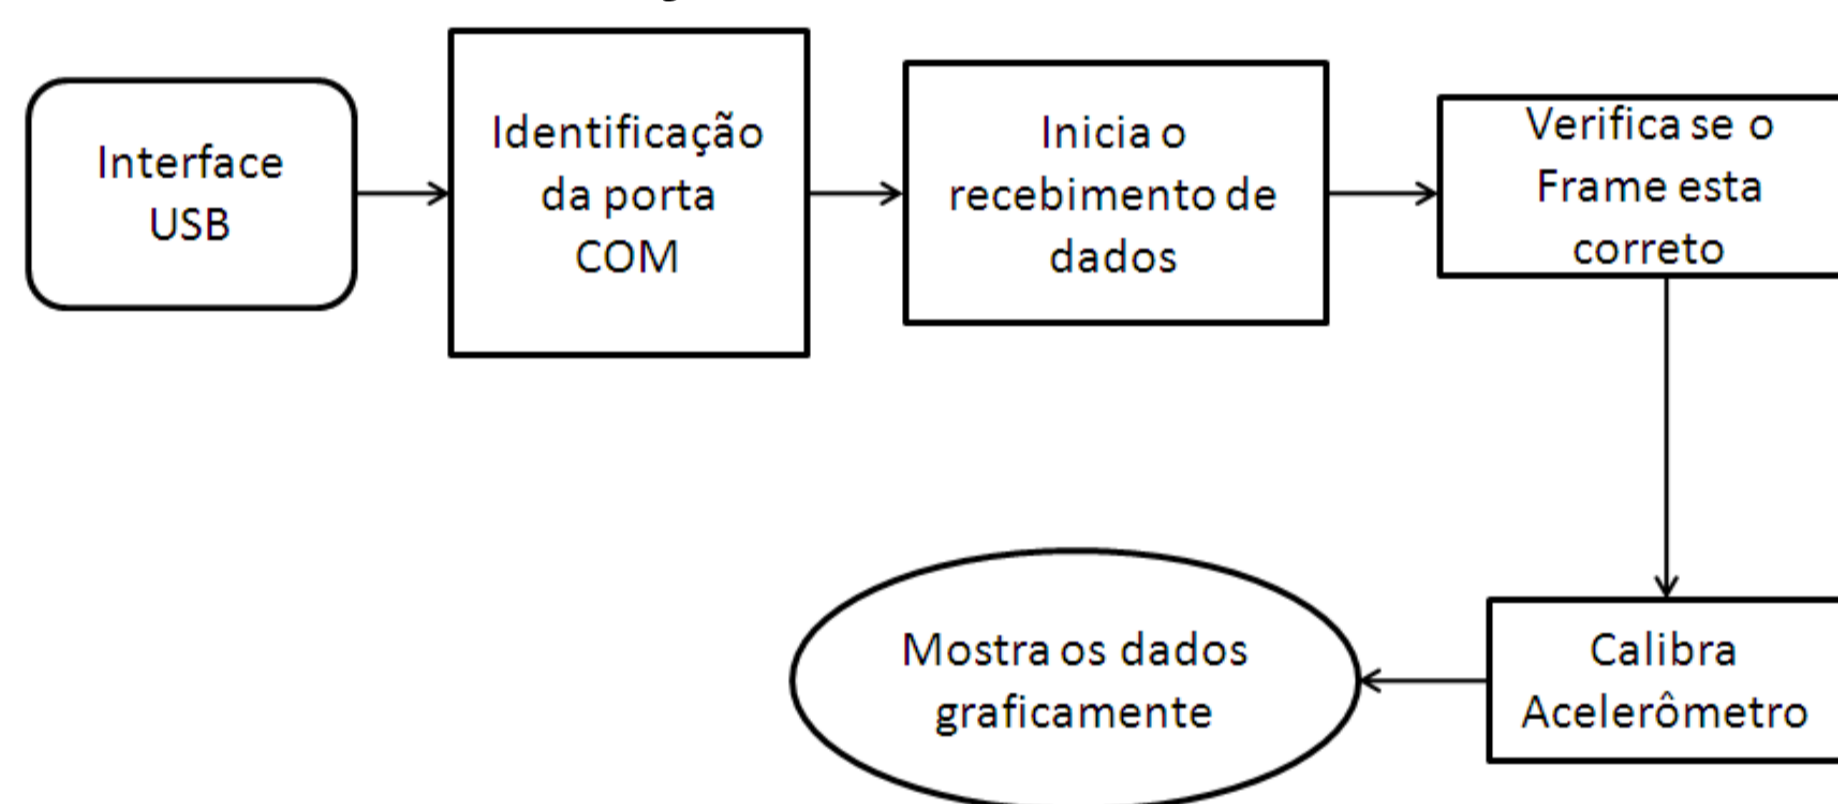 Interface
USB
Identificação
da porta
COM
Inicia o
recebimento de
dados
Verifica se o
Frame esta
correto
Calibra
Acelerômetro
Mostra os dados
graficamente